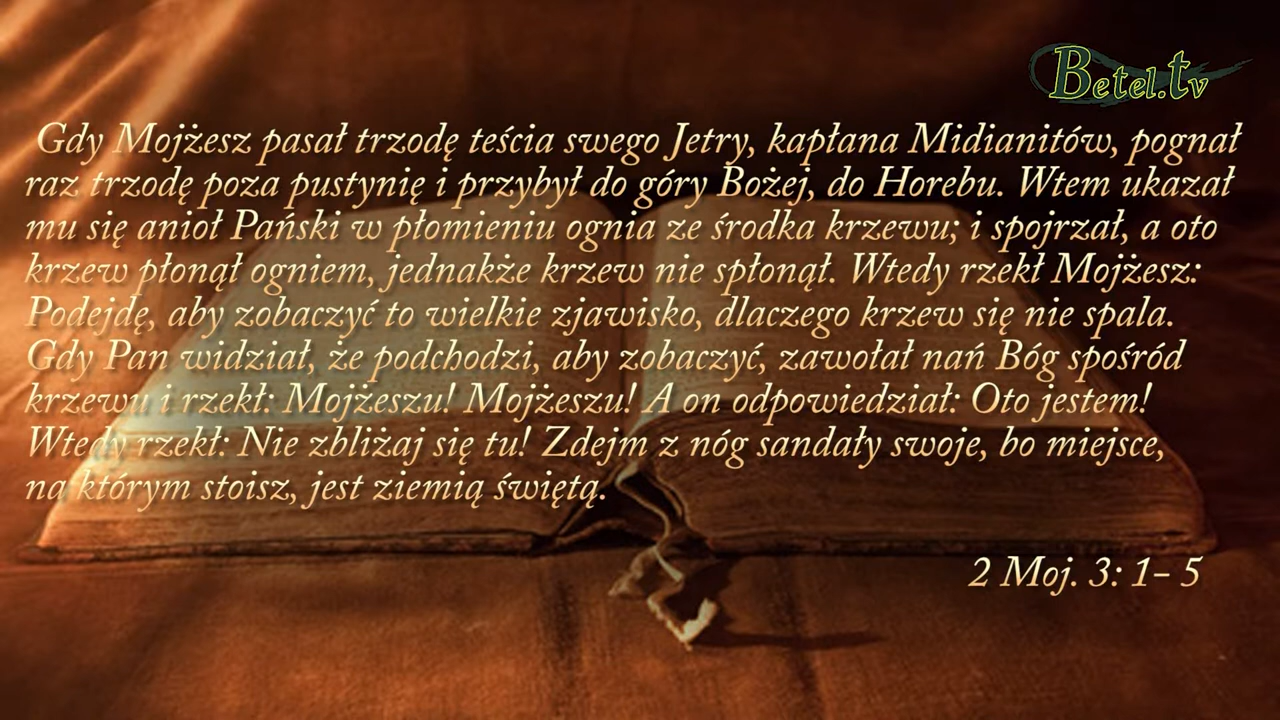 Betel.tv
Gdy Mojżesz pasał trzodę teścia swego Jetry, kapłana Midianitów, pognał
raz trzodę poza pustynię i przybył do góry Bożej, do Horebu. Wtem ukazał
mu się anioł Pański w płomieniu ognia ze środka krzewu; i spojrzał, a oto
krzew płonął ogniem, jednakże krzew nie spłonął. Wtedy rzekł Mojżesz:
Podejdę, aby zobaczyć to wielkie zjawisko, dlaczego krzew się nie spala.
Gdy Pan widział, że podchodzi, aby zobaczyć, zawołał nań Bóg spośród
krzewu i rzekł: Mojżeszu! Mojżeszu! A on odpowiedział: Oto jestem!
Wtedy rzekł: Nie zbliżaj się tu! Zdejm z nóg sandały swoje, bo miejsce,
na którym stoisz, jest ziemią świętą.
2 Moj. 3: 1- 5